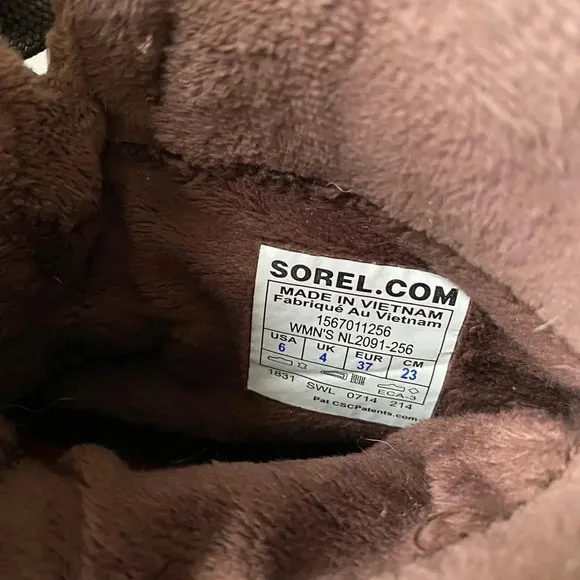 SOREL.COM
MADE IN VIETNAM
Fabriqué Au Vietnam
1567011256
WMN'S NL2091-256
USA UK EUR CM
6 4 37 23
ECA-3
1831 SWL 0714 214
Pat CSCPatents.com